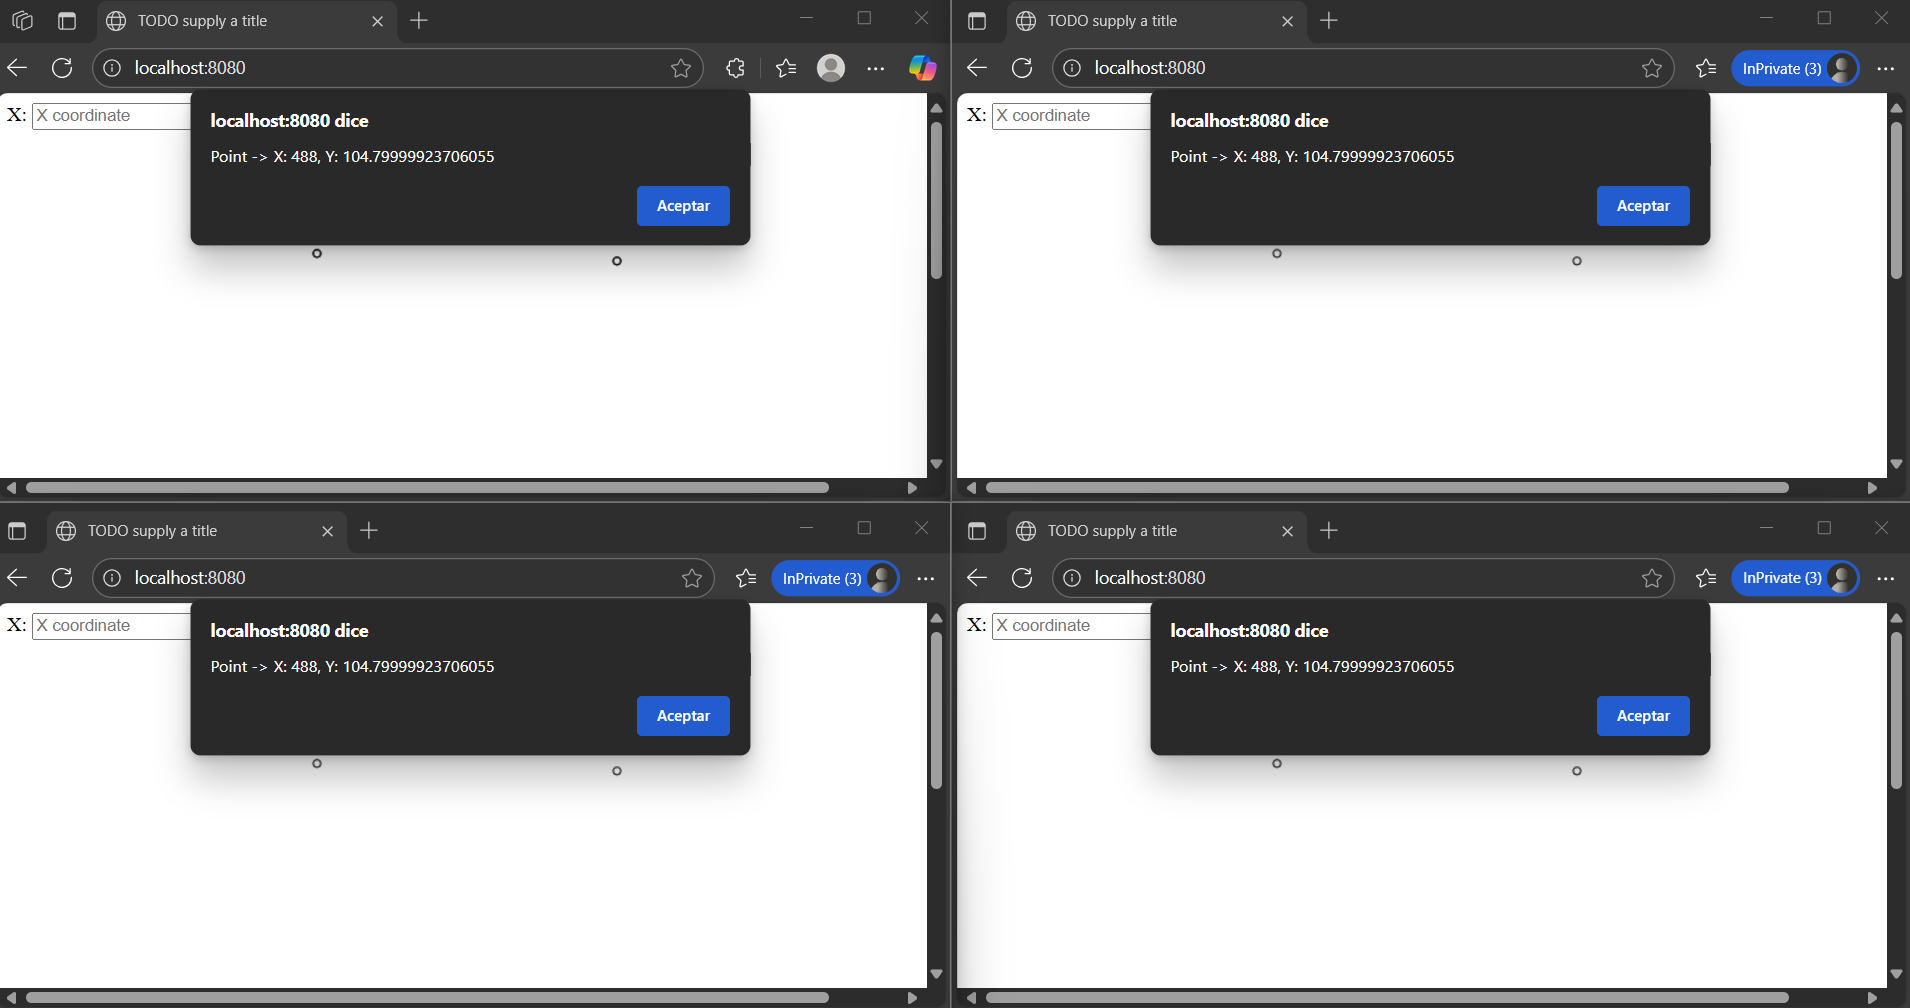 TODO supply a title
localhost:8080
X: X coordinate
localhost:8080 dice
Point -> X: 488, Y: 104.79999923706055
Aceptar
TODO supply a title
localhost:8080
InPrivate (3)
X: X coordinate
localhost:8080 dice
Point -> X: 488, Y: 104.79999923706055
Aceptar
TODO supply a title
localhost:8080
InPrivate (3)
X: X coordinate
localhost:8080 dice
Point -> X: 488, Y: 104.79999923706055
Aceptar
TODO supply a title
localhost:8080
InPrivate (3)
X: X coordinate
localhost:8080 dice
Point -> X: 488, Y: 104.79999923706055
Aceptar